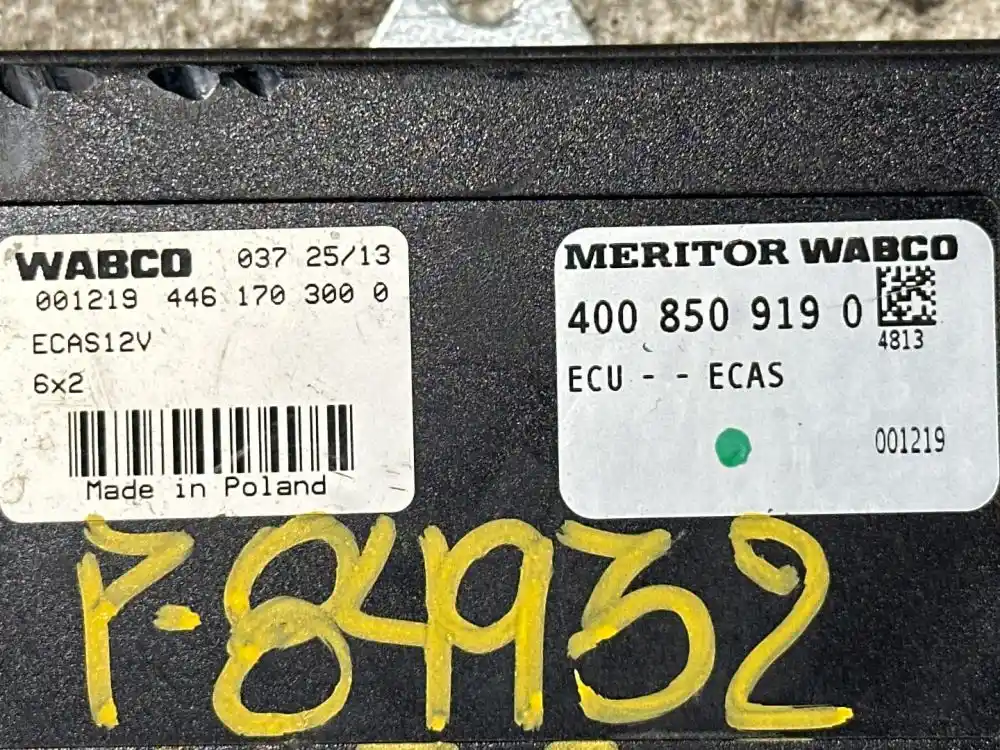 WABCO 037 25/13
001219 446 170 300 0
ECAS12V
6x2
Made in Poland
MERITOR WABCO
400 850 919 0
4813
ECU - - ECAS
001219
P-84932